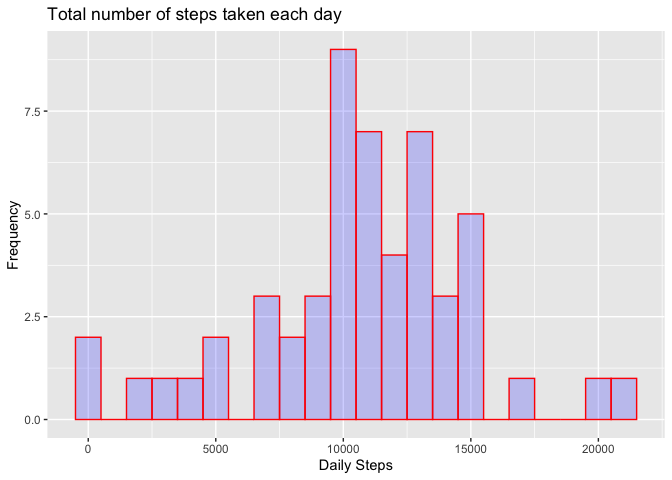 Total number of steps taken each day
7.5
5.0
2.5
0.0
Frequency
0 5000 10000 15000 20000
Daily Steps